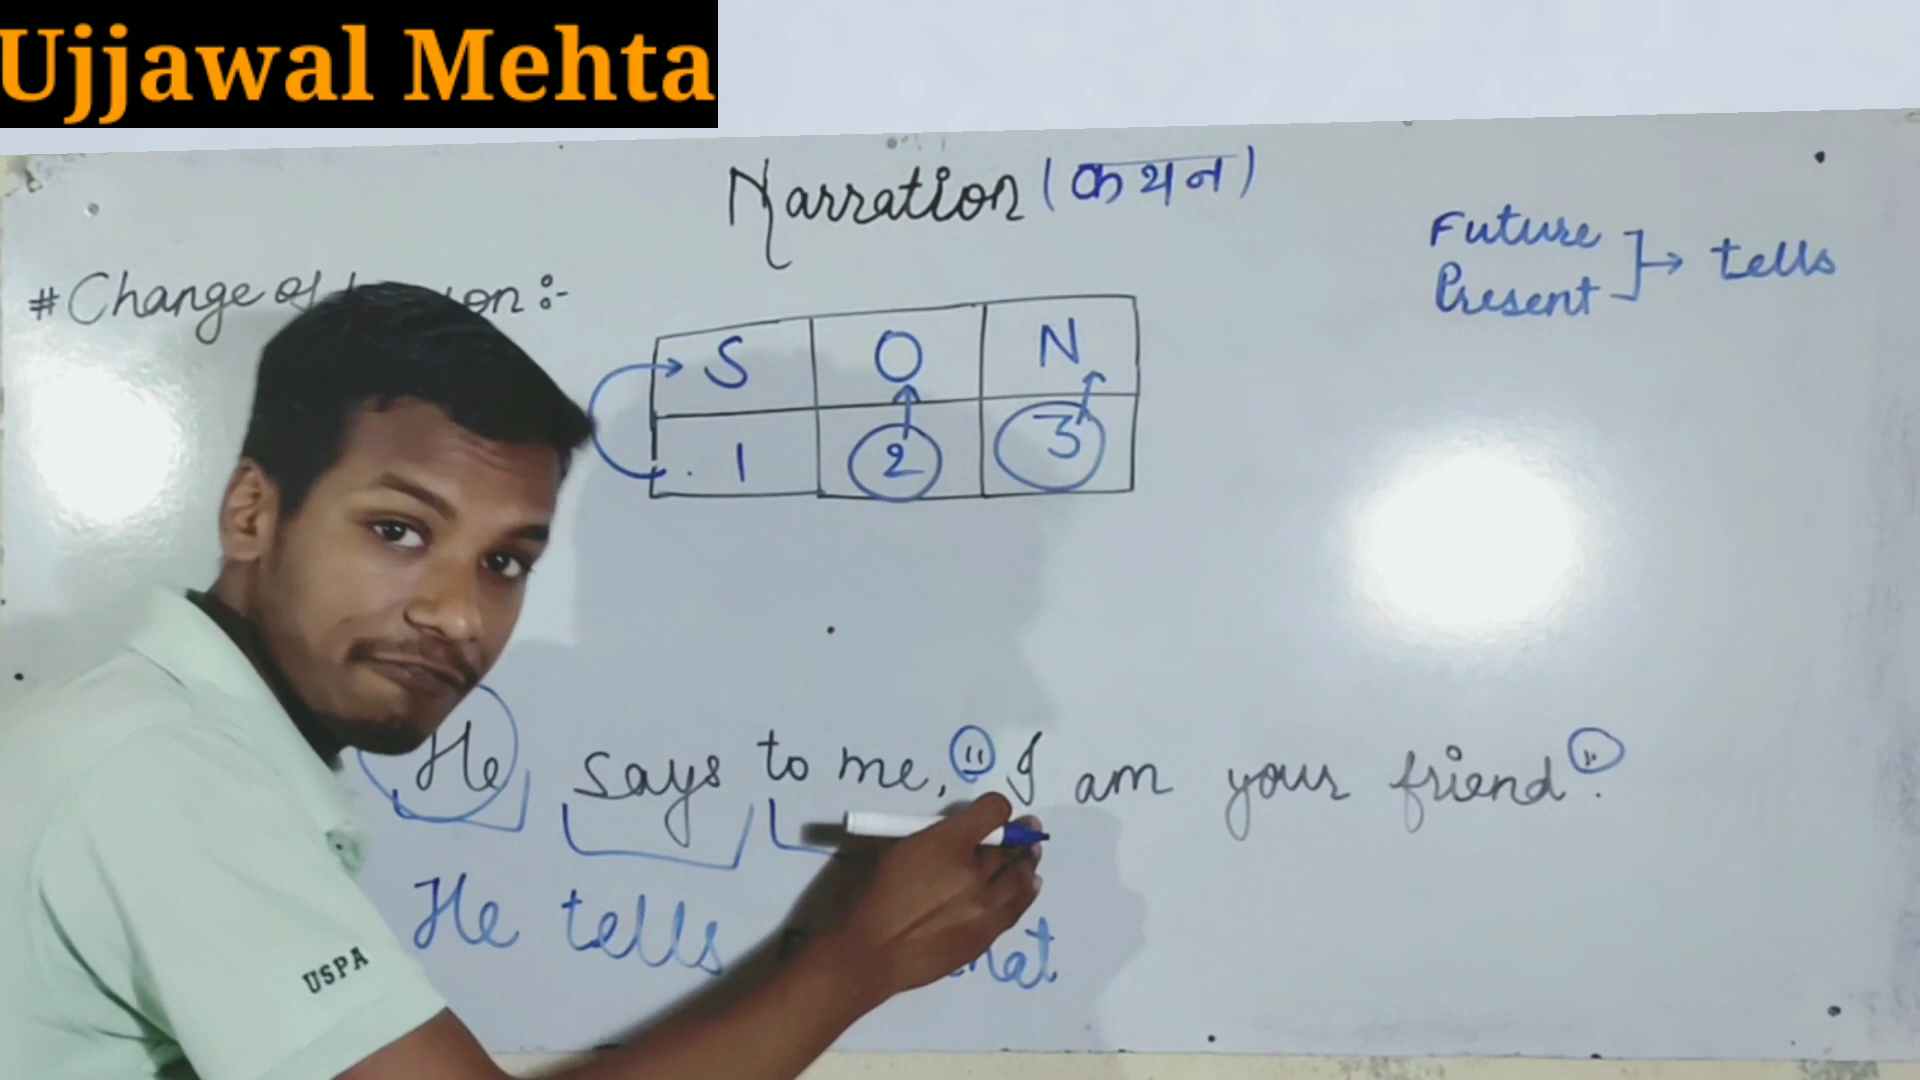 Ujjawal Mehta
Narration (कथन)
Future
Present → tells
# Change of :-
S O N
1 2 3
He says to me, "I am your friend".
He tells
USPA